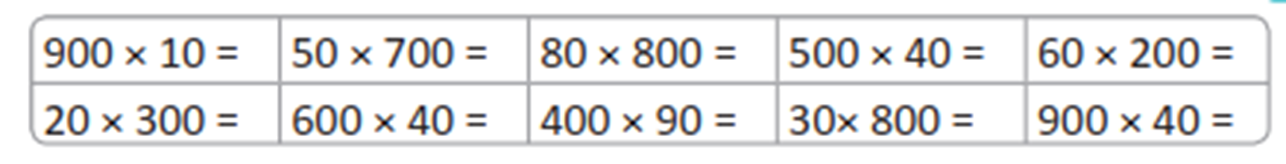 900 × 10 = 50 × 700 = 80 × 800 = 500 × 40 = 60 × 200 =
20 × 300 = 600 × 40 = 400 × 90 = 30× 800 = 900 × 40 =